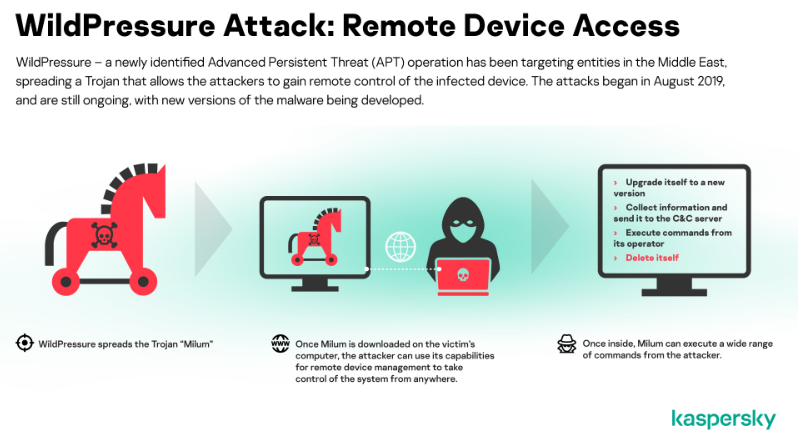 WildPressure Attack: Remote Device Access
WildPressure – a newly identified Advanced Persistent Threat (APT) operation has been targeting entities in the Middle East,
spreading a Trojan that allows the attackers to gain remote control of the infected device. The attacks began in August 2019,
and are still ongoing, with new versions of the malware being developed.
› Upgrade itself to a new
version
› Collect information and
send it to the C&C server
› Execute commands from
its operator
› Delete itself
WildPressure spreads the Trojan “Milum”
WWW
Once Milum is downloaded on the victim's
computer, the attacker can use its capabilities
for remote device management to take
control of the system from anywhere.
Once inside, Milum can execute a wide range
of commands from the attacker.
kaspersky